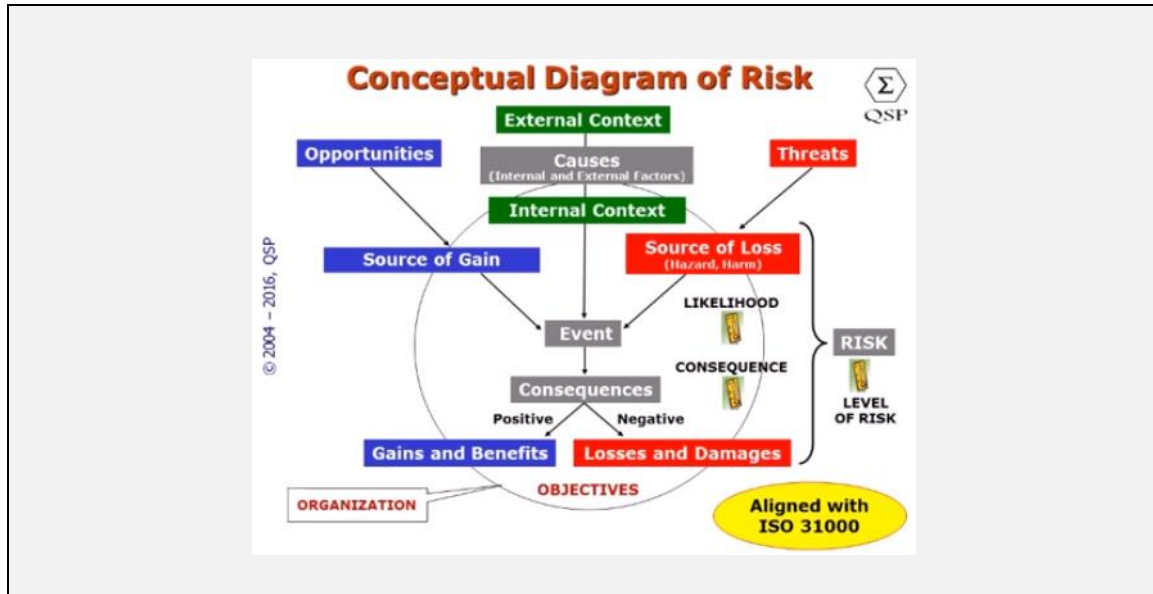 Conceptual Diagram of Risk
Σ
QSP
External Context
Opportunities
Causes
(Internal and External Factors)
Threats
Internal Context
Source of Gain
Source of Loss
(Hazard, Harm)
© 2004 – 2016, QSP
LIKELIHOOD
Event
RISK
CONSEQUENCE
Consequences
LEVEL
OF RISK
Positive
Negative
Gains and Benefits
Losses and Damages
OBJECTIVES
ORGANIZATION
Aligned with
ISO 31000